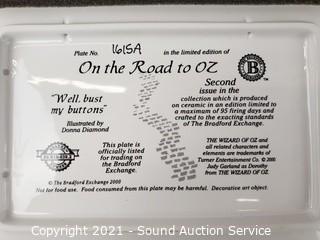 Plate No. 1615A in the limited edition of
On the Road to OZ
B
TM
"Well, bust
my buttons"
Illustrated by
Donna Diamond
Second
issue in the
collection which is produced
on ceramic in an edition limited to
a maximum of 95 firing days and
crafted to the exacting standards
of The Bradford Exchange.
This plate is
officially
listed for
trading on
the Bradford
Exchange.
THE WIZARD OF OZ and
all related characters and
elements are trademarks of
Turner Entertainment Co. © 2000
Judy Garland as Dorothy
from THE WIZARD OF OZ.
© The Bradford Exchange 2000
Not for food use. Food consumed from this plate may be harmful. Decorative art object.
Copyright 2021 - Sound Auction Service